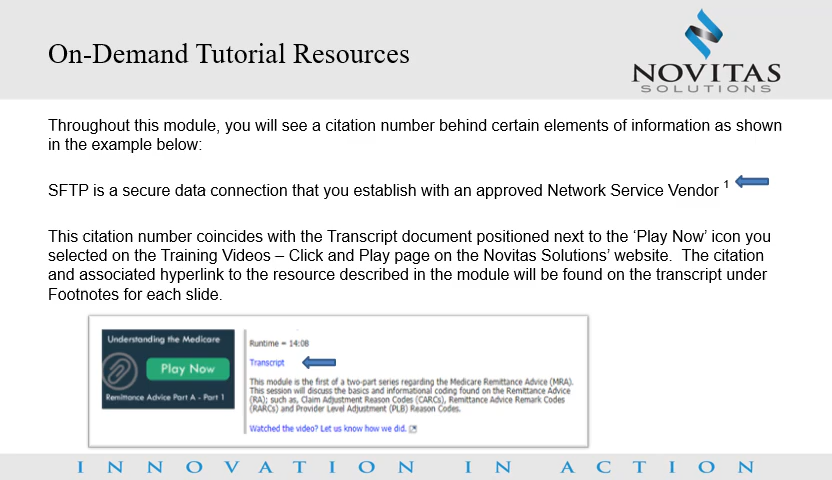 On-Demand Tutorial Resources
NOVITAS
SOLUTIONS
Throughout this module, you will see a citation number behind certain elements of information as shown
in the example below:
SFTP is a secure data connection that you establish with an approved Network Service Vendor 1
This citation number coincides with the Transcript document positioned next to the ‘Play Now’ icon you
selected on the Training Videos – Click and Play page on the Novitas Solutions’ website.  The citation
and associated hyperlink to the resource described in the module will be found on the transcript under
Footnotes for each slide.
Understanding the Medicare
Play Now
Remittance Advice Part A - Part 1
Runtime = 14:08
Transcript
This module is the first of a two-part series regarding the Medicare Remittance Advice (MRA).
This session will discuss the basics and informational coding found on the Remittance Advice
(RA); such as, Claim Adjustment Reason Codes (CARCs), Remittance Advice Remark Codes
(RARCs) and Provider Level Adjustment (PLB) Reason Codes.
Watched the video? Let us know how we did.
INNOVATION IN ACTION